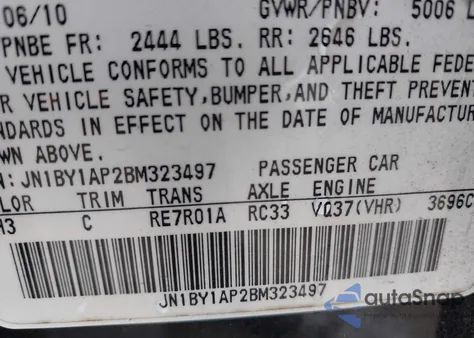 06/10 GVWR/PNBV: 5006 L
PNBE FR: 2444 LBS. RR: 2646 LBS.
VEHICLE CONFORMS TO ALL APPLICABLE FEDE
R VEHICLE SAFETY,BUMPER,AND THEFT PREVENT
NDARDS IN EFFECT ON THE DATE OF MANUFACTUR
WN ABOVE.
N:JN1BY1AP2BM323497 PASSENGER CAR
LOR TRIM TRANS AXLE ENGINE
H3 C RE7R01A RC33 VQ37(VHR) 3696C
JN1BY1AP2BM323497
autoSnap